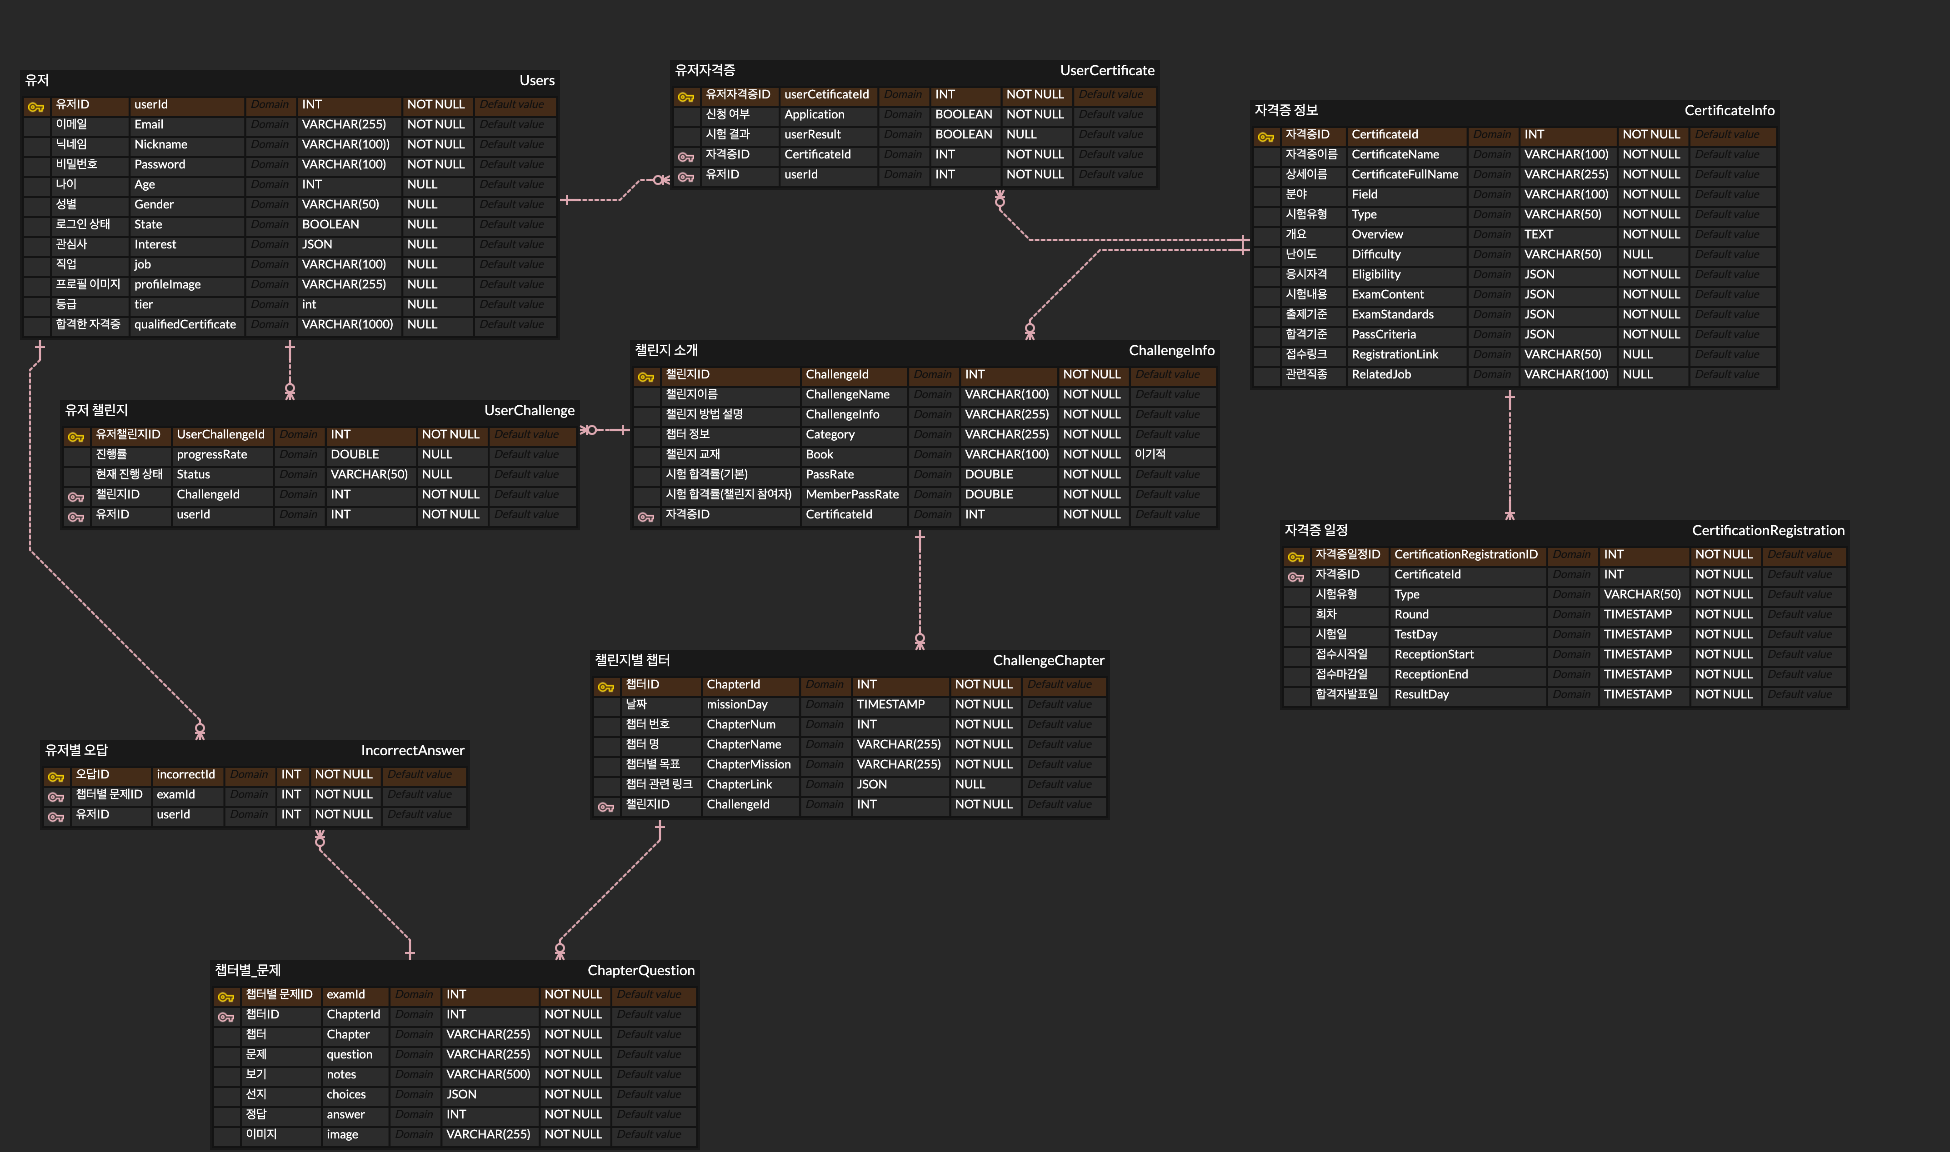 유저 Users
유저ID userId Domain INT NOT NULL Default value
이메일 Email Domain VARCHAR(255) NOT NULL Default value
닉네임 Nickname Domain VARCHAR(100)) NOT NULL Default value
비밀번호 Password Domain VARCHAR(100) NOT NULL Default value
나이 Age Domain INT NULL Default value
성별 Gender Domain VARCHAR(50) NULL Default value
로그인 상태 State Domain BOOLEAN NULL Default value
관심사 Interest Domain JSON NULL Default value
직업 job Domain VARCHAR(100) NULL Default value
프로필 이미지 profileImage Domain VARCHAR(255) NULL Default value
등급 tier Domain int NULL Default value
합격한 자격증 qualifiedCertificate Domain VARCHAR(1000) NULL Default value
유저자격증 UserCertificate
유저자격증ID userCetificateId Domain INT NOT NULL Default value
신청 여부 Application Domain BOOLEAN NOT NULL Default value
시험 결과 userResult Domain BOOLEAN NULL Default value
자격증ID CertificateId Domain INT NOT NULL Default value
유저ID userId Domain INT NOT NULL Default value
자격증 정보 CertificateInfo
자격증ID CertificateId Domain INT NOT NULL Default value
자격증이름 CertificateName Domain VARCHAR(100) NOT NULL Default value
상세이름 CertificateFullName Domain VARCHAR(255) NOT NULL Default value
분야 Field Domain VARCHAR(100) NOT NULL Default value
시험유형 Type Domain VARCHAR(50) NOT NULL Default value
개요 Overview Domain TEXT NOT NULL Default value
난이도 Difficulty Domain VARCHAR(50) NULL Default value
응시자격 Eligibility Domain JSON NOT NULL Default value
시험내용 ExamContent Domain JSON NOT NULL Default value
출제기준 ExamStandards Domain JSON NOT NULL Default value
합격기준 PassCriteria Domain JSON NOT NULL Default value
접수링크 RegistrationLink Domain VARCHAR(50) NULL Default value
관련직종 RelatedJob Domain VARCHAR(100) NULL Default value
유저 챌린지 UserChallenge
유저챌린지ID UserChallengeId Domain INT NOT NULL Default value
진행률 progressRate Domain DOUBLE NULL Default value
현재 진행 상태 Status Domain VARCHAR(50) NULL Default value
챌린지ID ChallengeId Domain INT NOT NULL Default value
유저ID userId Domain INT NOT NULL Default value
챌린지 소개 ChallengeInfo
챌린지ID ChallengeId Domain INT NOT NULL Default value
챌린지이름 ChallengeName Domain VARCHAR(100) NOT NULL Default value
챌린지 방법 설명 ChallengeInfo Domain VARCHAR(255) NOT NULL Default value
챕터 정보 Category Domain VARCHAR(255) NOT NULL Default value
챌린지 교재 Book Domain VARCHAR(100) NOT NULL 이기적
시험 합격률(기본) PassRate Domain DOUBLE NOT NULL Default value
시험 합격률(챌린지 참여자) MemberPassRate Domain DOUBLE NOT NULL Default value
자격증ID CertificateId Domain INT NOT NULL Default value
자격증 일정 CertificationRegistration
자격증일정ID CertificationRegistrationID Domain INT NOT NULL Default value
자격증ID CertificateId Domain INT NOT NULL Default value
시험유형 Type Domain VARCHAR(50) NOT NULL Default value
회차 Round Domain TIMESTAMP NOT NULL Default value
시험일 TestDay Domain TIMESTAMP NOT NULL Default value
접수시작일 ReceptionStart Domain TIMESTAMP NOT NULL Default value
접수마감일 ReceptionEnd Domain TIMESTAMP NOT NULL Default value
합격자발표일 ResultDay Domain TIMESTAMP NOT NULL Default value
챌린지별 챕터 ChallengeChapter
챕터ID ChapterId Domain INT NOT NULL Default value
날짜 missionDay Domain TIMESTAMP NOT NULL Default value
챕터 번호 ChapterNum Domain INT NOT NULL Default value
챕터 명 ChapterName Domain VARCHAR(255) NOT NULL Default value
챕터별 목표 ChapterMission Domain VARCHAR(255) NOT NULL Default value
챕터 관련 링크 ChapterLink Domain JSON NULL Default value
챌린지ID ChallengeId Domain INT NOT NULL Default value
유저별 오답 IncorrectAnswer
오답ID incorrectId Domain INT NOT NULL Default value
챕터별 문제ID examId Domain INT NOT NULL Default value
유저ID userId Domain INT NOT NULL Default value
챕터별_문제 ChapterQuestion
챕터별 문제ID examId Domain INT NOT NULL Default value
챕터ID ChapterId Domain INT NOT NULL Default value
챕터 Chapter Domain VARCHAR(255) NOT NULL Default value
문제 question Domain VARCHAR(255) NOT NULL Default value
보기 notes Domain VARCHAR(500) NOT NULL Default value
선지 choices Domain JSON NOT NULL Default value
정답 answer Domain INT NOT NULL Default value
이미지 image Domain VARCHAR(255) NOT NULL Default value